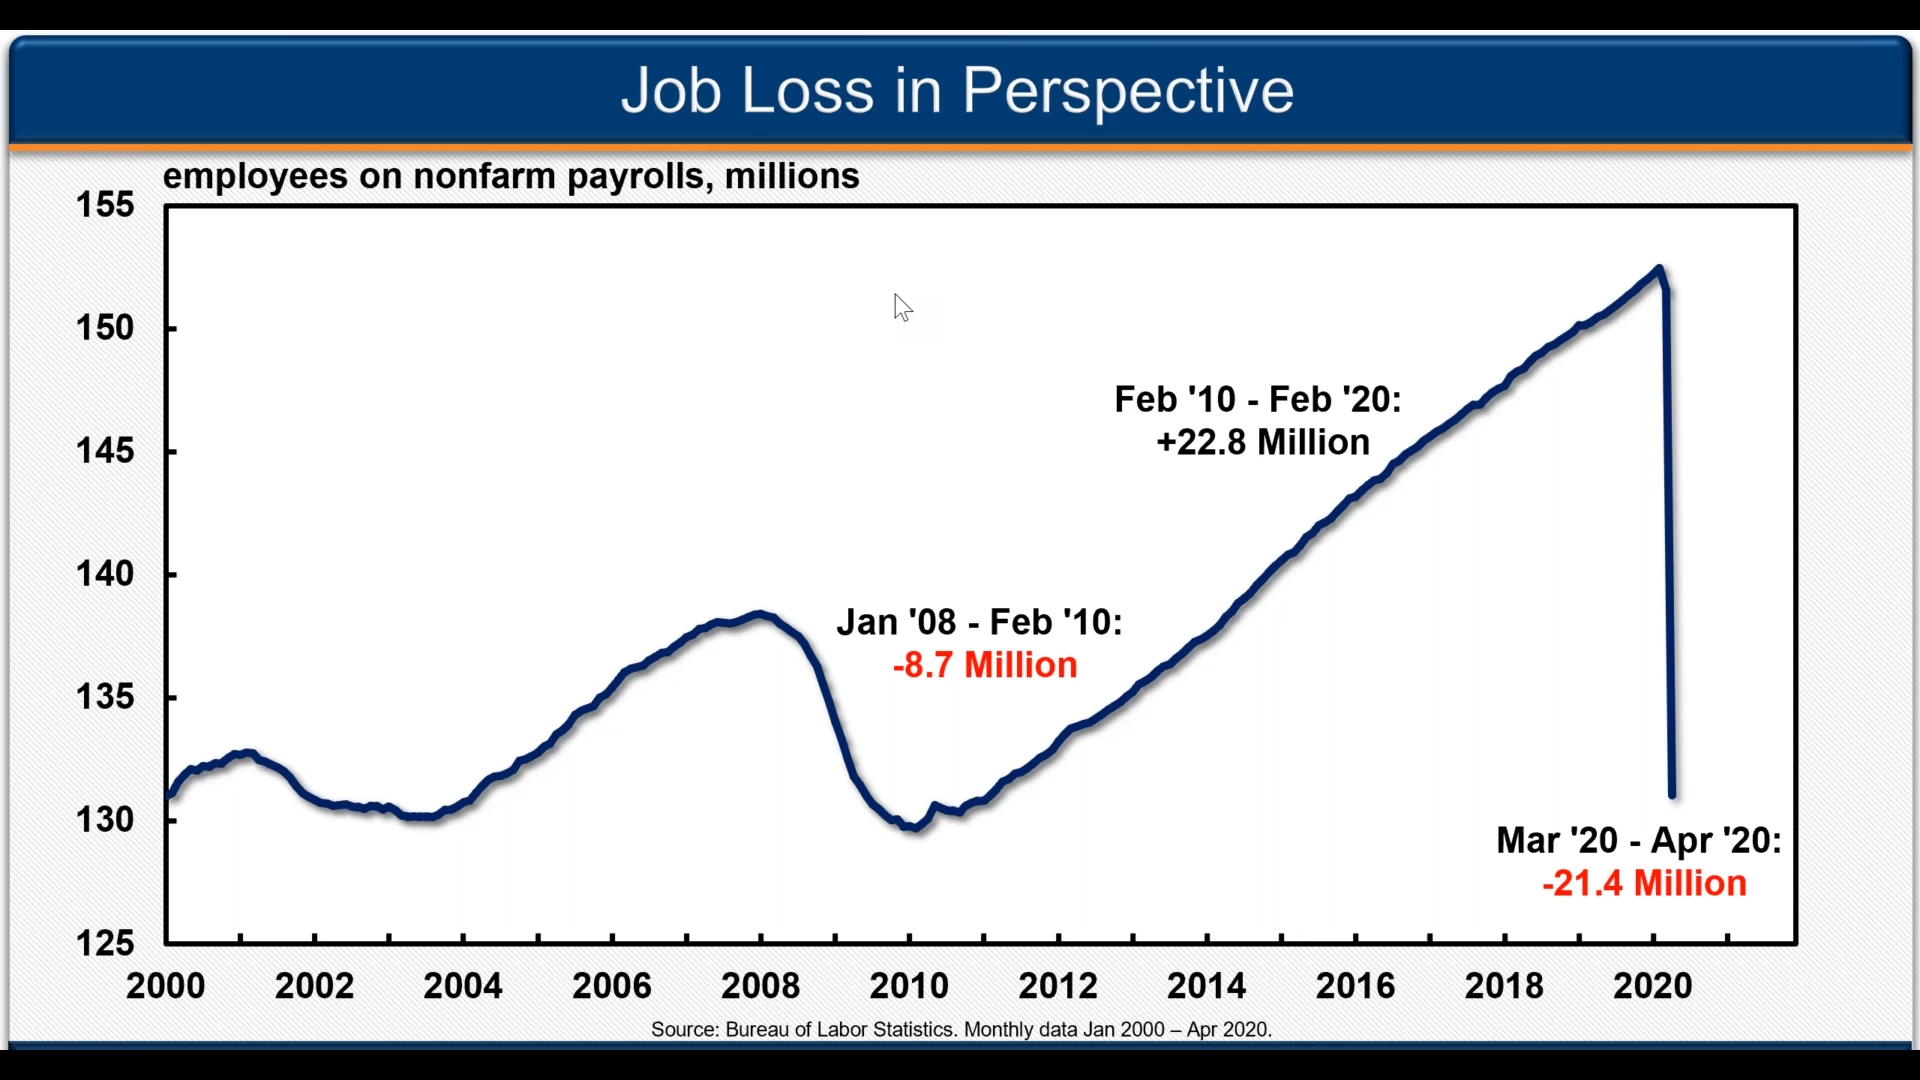 Job Loss in Perspective
employees on nonfarm payrolls, millions
155
150
145
140
135
130
125
Feb '10 - Feb '20:
+22.8 Million
Jan '08 - Feb '10:
-8.7 Million
Mar '20 - Apr '20:
-21.4 Million
2000 2002 2004 2006 2008 2010 2012 2014 2016 2018 2020
Source: Bureau of Labor Statistics. Monthly data Jan 2000 – Apr 2020.